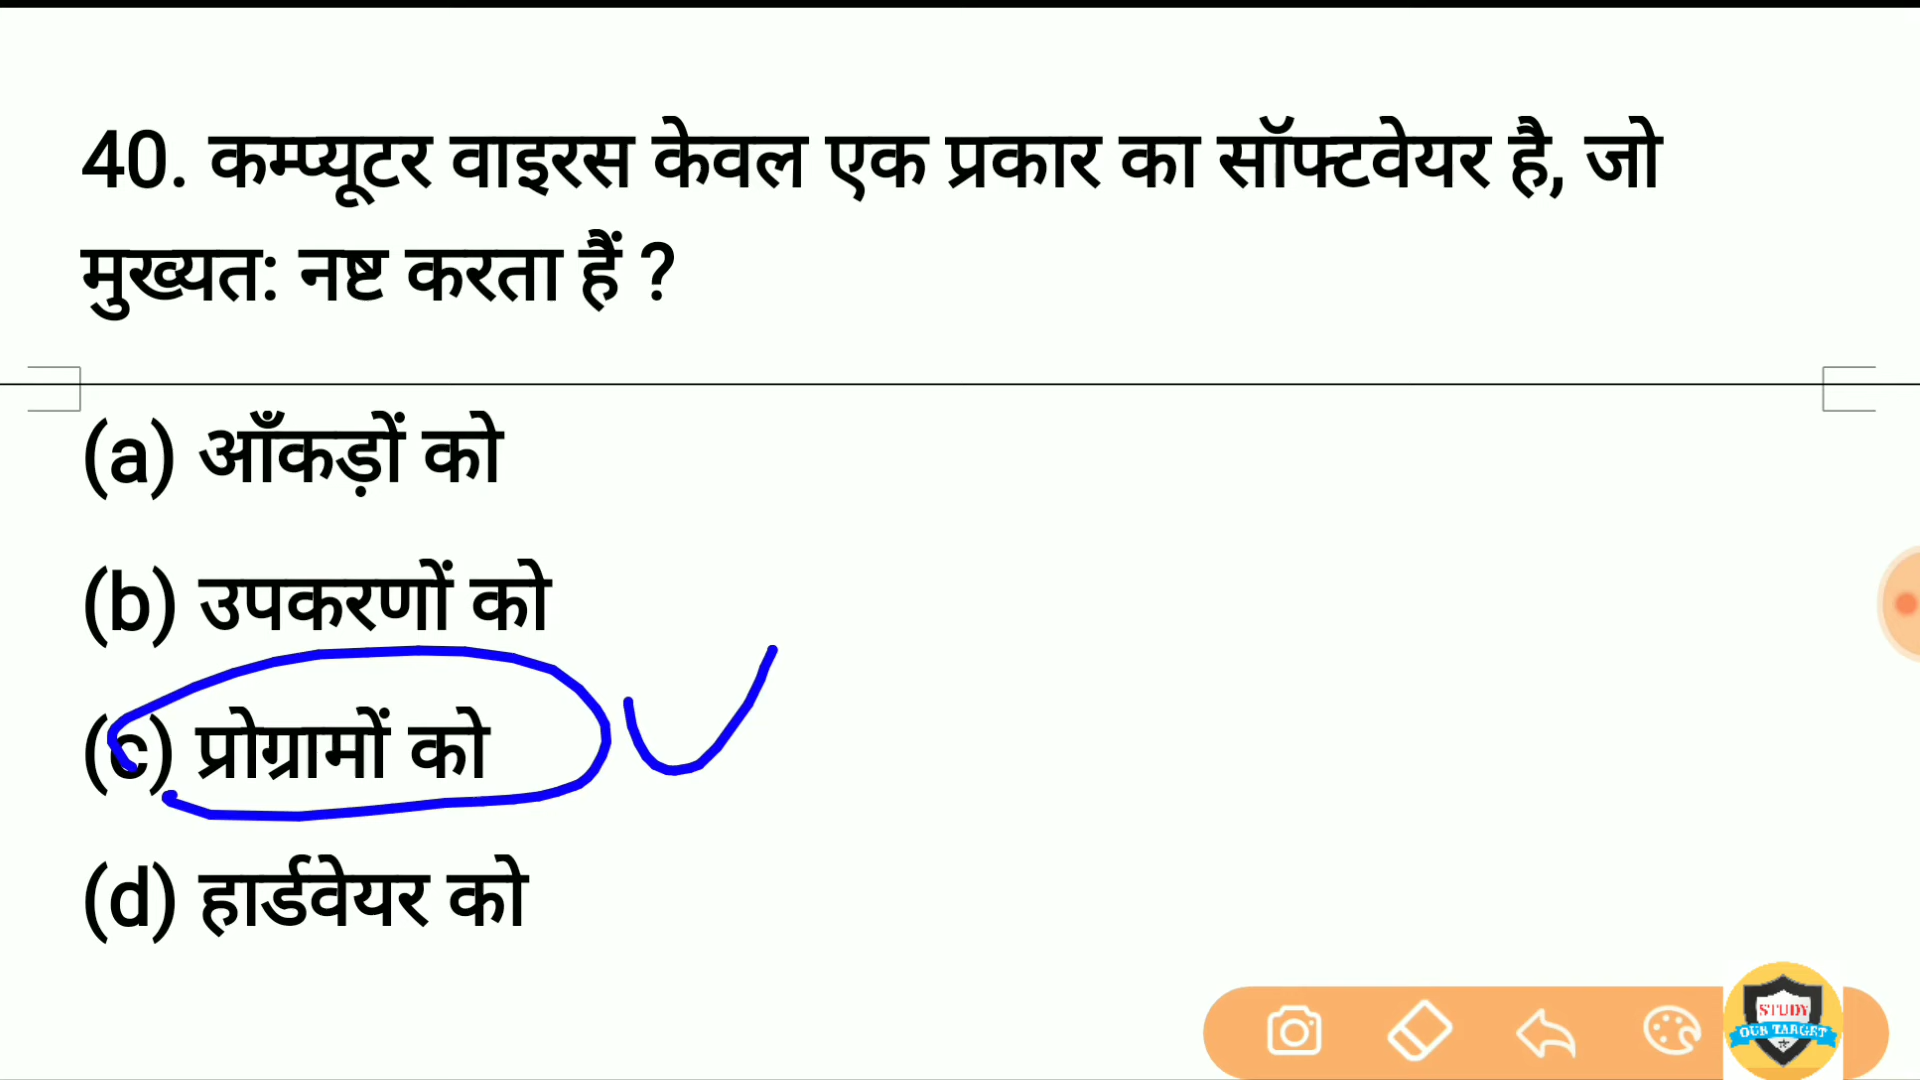 40. कम्प्यूटर वाइरस केवल एक प्रकार का सॉफ्टवेयर है, जो
मुख्यत: नष्ट करता हैं ?
(a) आँकड़ों को
(b) उपकरणों को
(c) प्रोग्रामों को
(d) हार्डवेयर को
STUDY
OUR TARGET